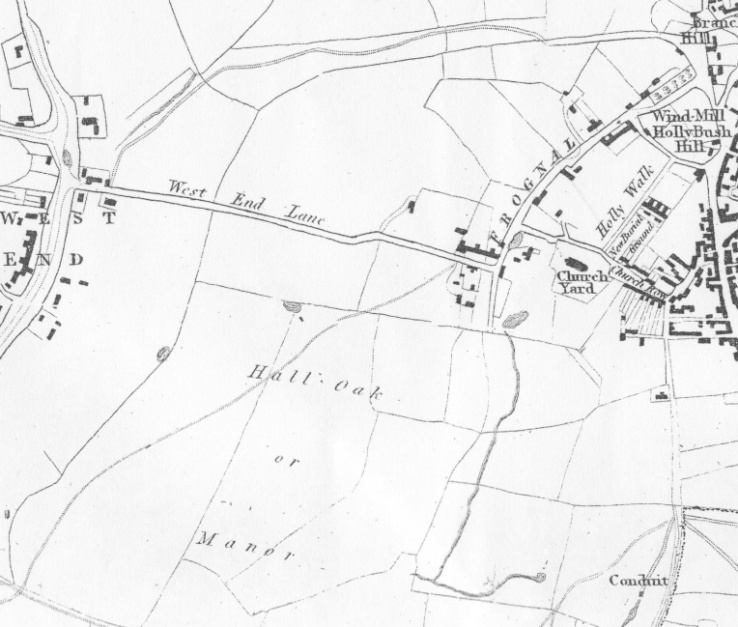 Branc
Hill
Wind-Mill
Holly Bush
Hill
FROGNAL
Holly Walk
New Burial
Ground
Church Row
Church
Yard
West End Lane
WEST
END
Hall Oak
or
Manor
Conduit